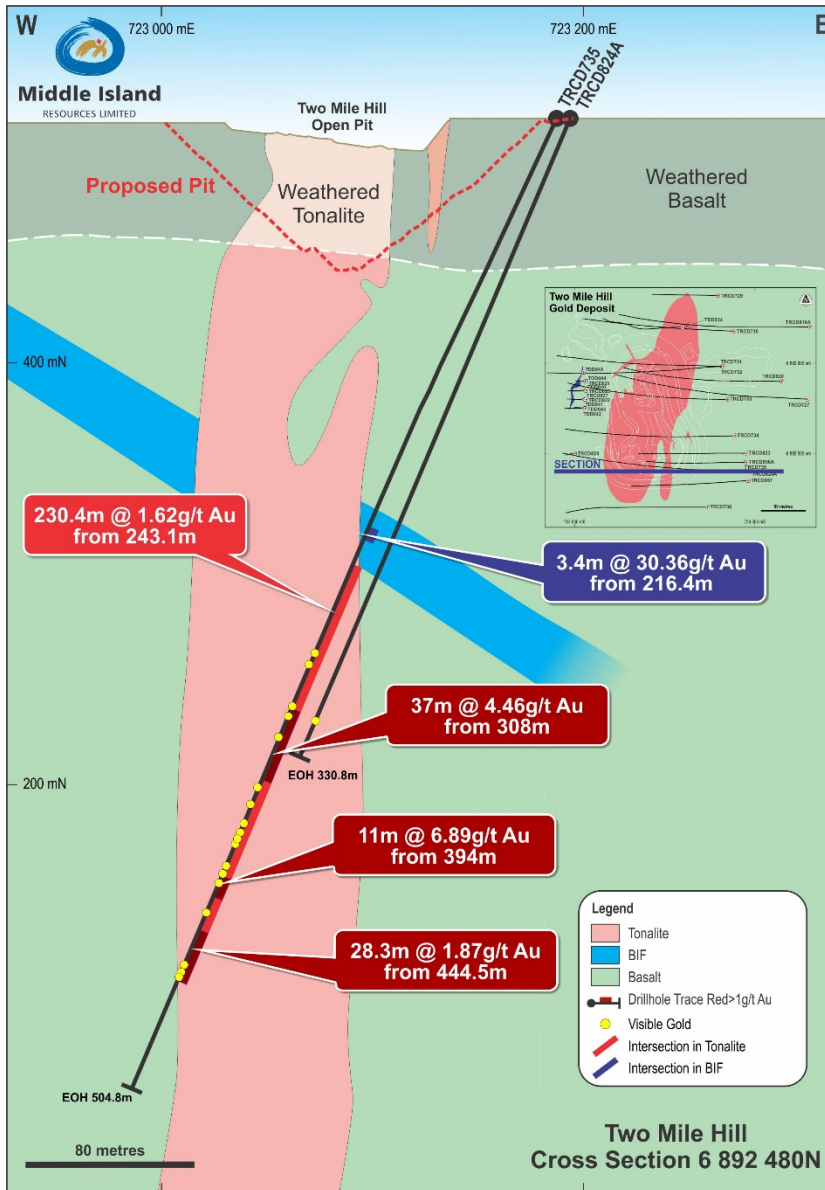 W
723 000 mE
723 200 mE
E
Middle Island
RESOURCES LIMITED
TRCD735
TRCD824A
Two Mile Hill
Open Pit
Proposed Pit
Weathered
Tonalite
Weathered
Basalt
Two Mile Hill
Gold Deposit
TRCD729
TRCD819A
TRCD731
TRCD732
SECTION
400 mN
230.4m @ 1.62g/t Au
from 243.1m
3.4m @ 30.36g/t Au
from 216.4m
37m @ 4.46g/t Au
from 308m
EOH 330.8m
200 mN
11m @ 6.89g/t Au
from 394m
28.3m @ 1.87g/t Au
from 444.5m
Legend
Tonalite
BIF
Basalt
Drillhole Trace Red>1g/t Au
Visible Gold
Intersection in Tonalite
Intersection in BIF
EOH 504.8m
80 metres
Two Mile Hill
Cross Section 6 892 480N